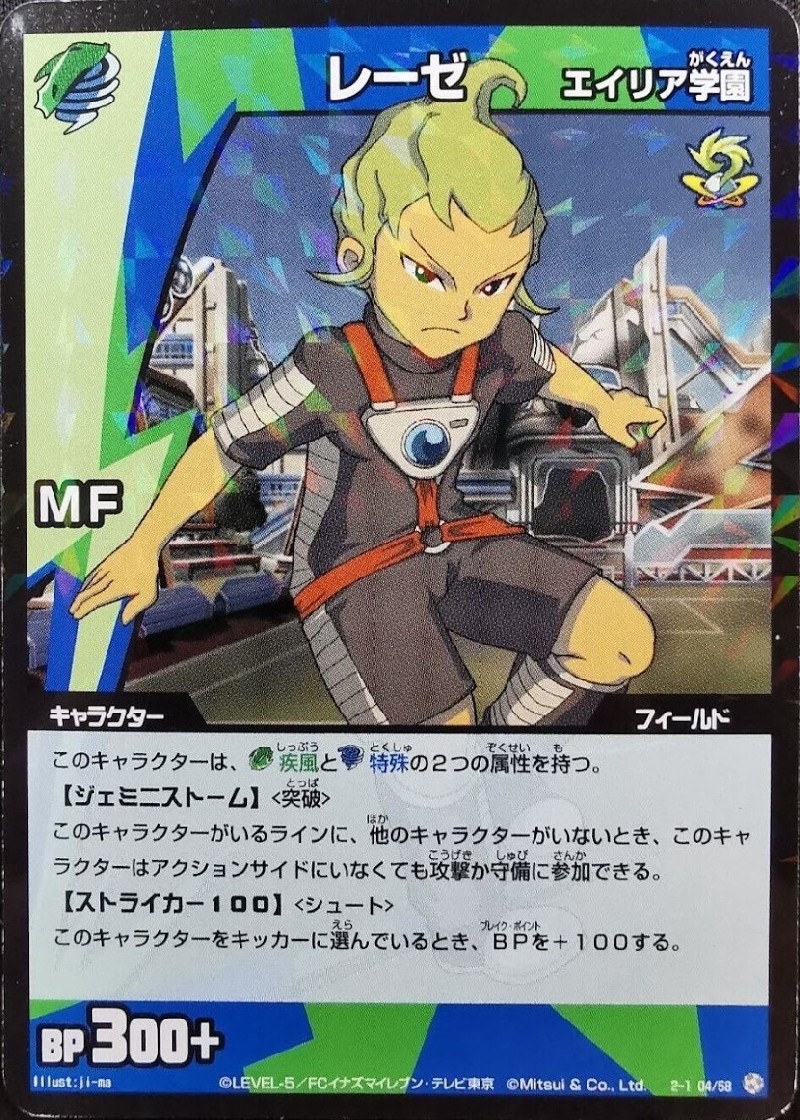 レーゼ
エイリア学園
がくえん
MF
キャラクター
フィールド
このキャラクターは、疾風と特殊の２つの属性を持つ。
しっぷう とくしゅ ぞくせい も
【ジェミニストーム】<突破>
とっぱ
このキャラクターがいるラインに、他のキャラクターがいないとき、このキャ
ほか
ラクターはアクションサイドにいなくても攻撃か守備に参加できる。
こうげき しゅび さんか
【ストライカー１００】<シュート>
このキャラクターをキッカーに選んでいるとき、ＢＰを＋１００する。
えら ブレイク・ポイント
BP300+
Illust:ji-ma
©LEVEL-5／FCイナズマイレブン・テレビ東京 ©Mitsui & Co., Ltd.
2-1 04/58